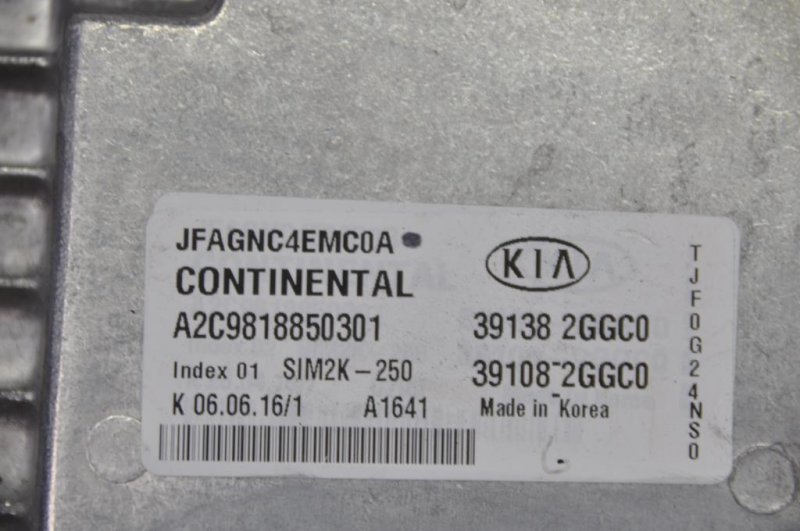 JFAGNC4EMC0A
CONTINENTAL
A2C9818850301
Index 01 SIM2K-250
K 06.06.16/1 A1641
KIA
39138 2GGC0
39108-2GGC0
Made in Korea
TJF0G24NS0